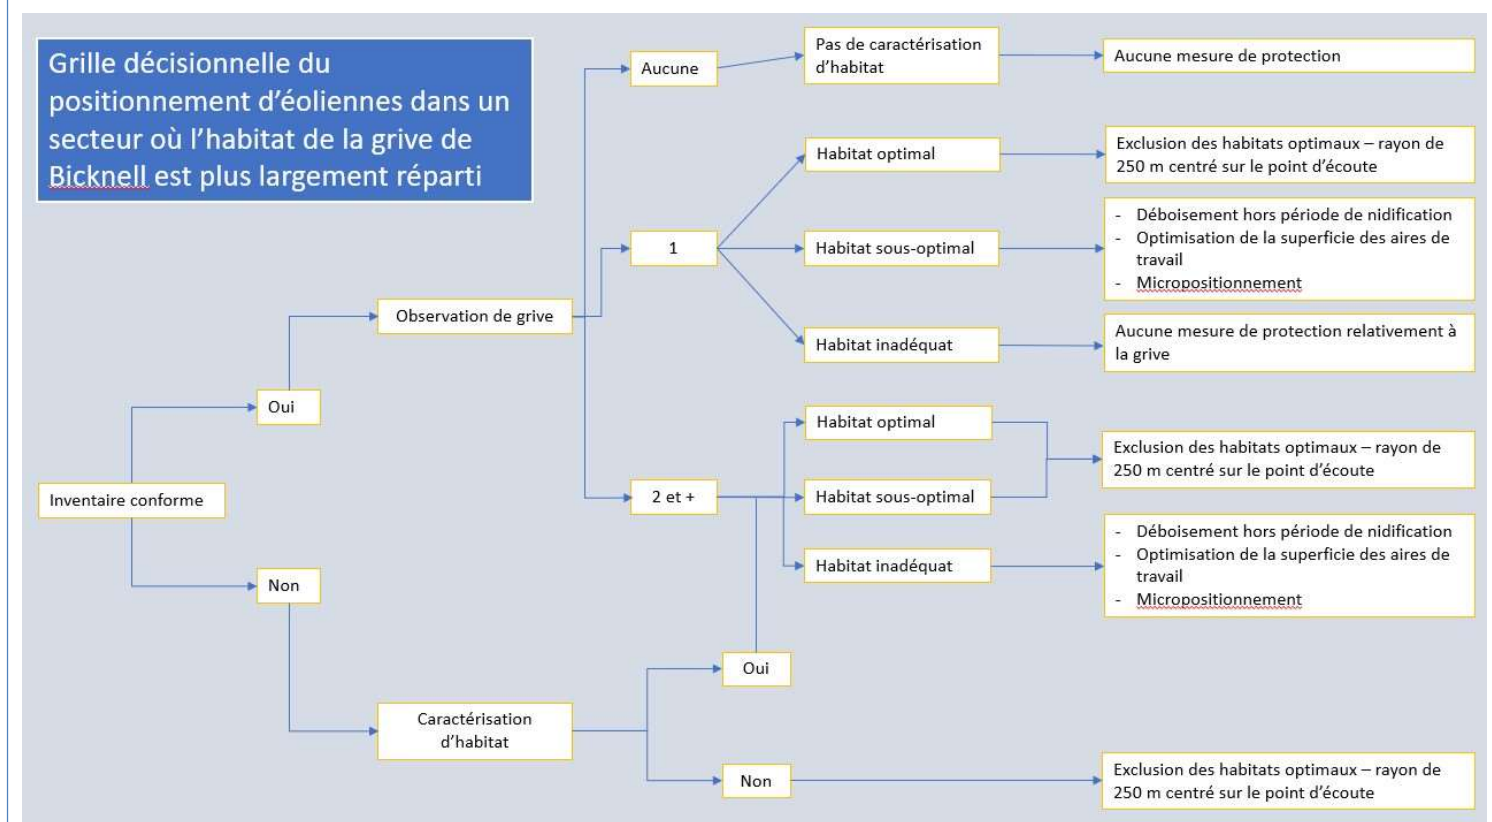 Grille décisionnelle du
positionnement d'éoliennes dans un
secteur où l'habitat de la grive de
Bicknell est plus largement réparti
Aucune
Pas de caractérisation
d'habitat
Aucune mesure de protection
Habitat optimal
Exclusion des habitats optimaux – rayon de
250 m centré sur le point d'écoute
1
Habitat sous-optimal
- Déboisement hors période de nidification
- Optimisation de la superficie des aires de
travail
- Micropositionnement
Observation de grive
Habitat inadéquat
Aucune mesure de protection relativement à
la grive
Oui
Habitat optimal
Exclusion des habitats optimaux – rayon de
250 m centré sur le point d'écoute
Inventaire conforme
2 et +
Habitat sous-optimal
Habitat inadéquat
- Déboisement hors période de nidification
- Optimisation de la superficie des aires de
travail
- Micropositionnement
Non
Oui
Caractérisation
d'habitat
Non
Exclusion des habitats optimaux – rayon de
250 m centré sur le point d'écoute